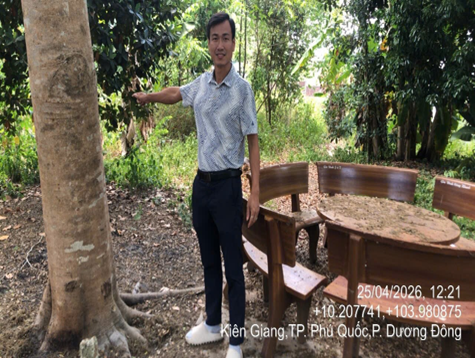 25/04/2026, 12:21
+10.207741,+103.980875
Kiên Giang,TP. Phú Quốc,P. Dương Đông